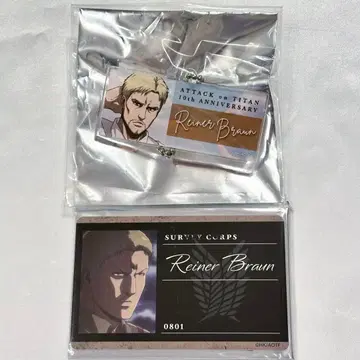 ATTACK on TITAN
10th ANNIVERSARY
Reiner Braun
SURVEY CORPS
Reiner Braun
0801